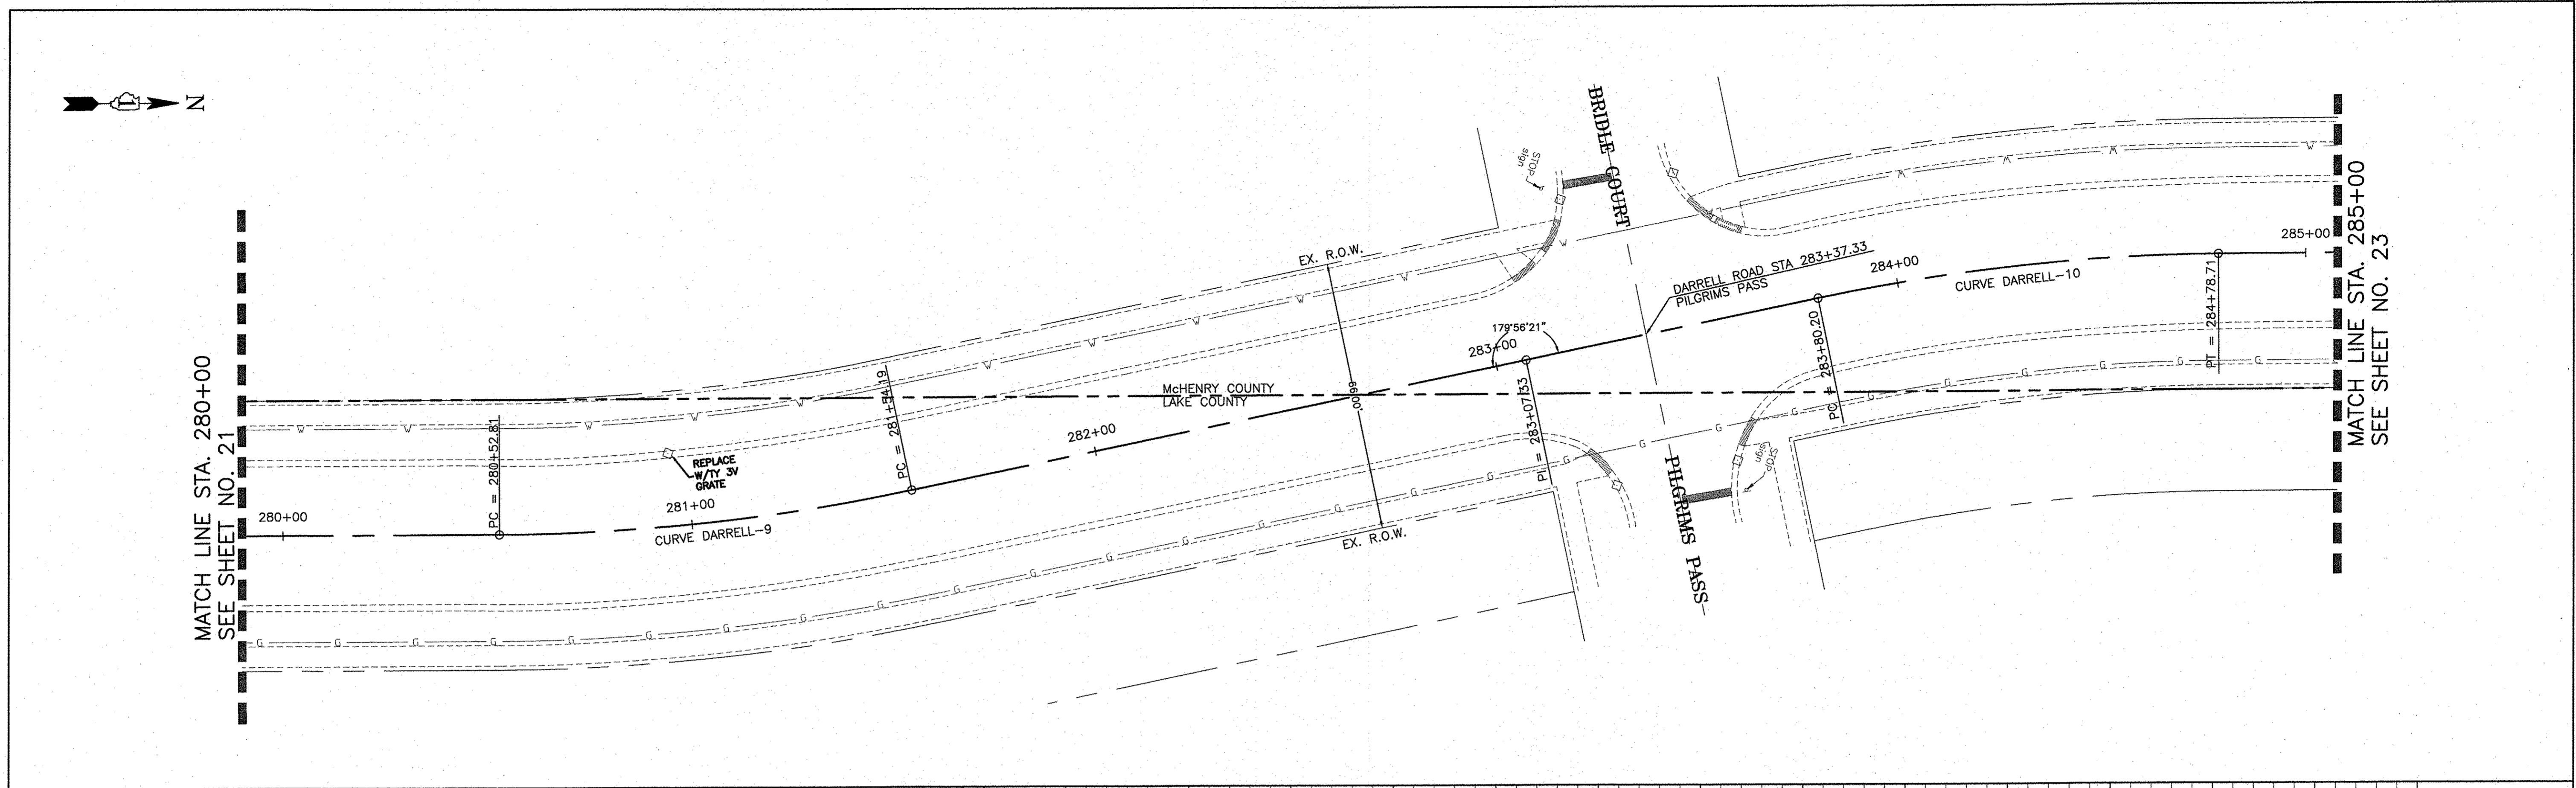 N
MATCH LINE STA. 280+00
SEE SHEET NO. 21
280+00
PC = 280+52.81
REPLACE
W/TY 3V
GRATE
281+00
CURVE DARRELL-9
PC = 281+54.19
282+00
McHENRY COUNTY
LAKE COUNTY
EX. R.O.W.
66.00'
EX. R.O.W.
283+00
179°56'21"
PI = 283+07.33
STOP
sign
BRIDLE COURT
DARRELL ROAD STA 283+37.33
PILGRIMS PASS
PILGRIMS PASS
STOP
sign
PC = 283+80.20
284+00
CURVE DARRELL-10
PT = 284+78.71
285+00
MATCH LINE STA. 285+00
SEE SHEET NO. 23
W W W W W W W W W W W W W W W
G G G G G G G G G G G G G G G G G G G G G G G G G G G